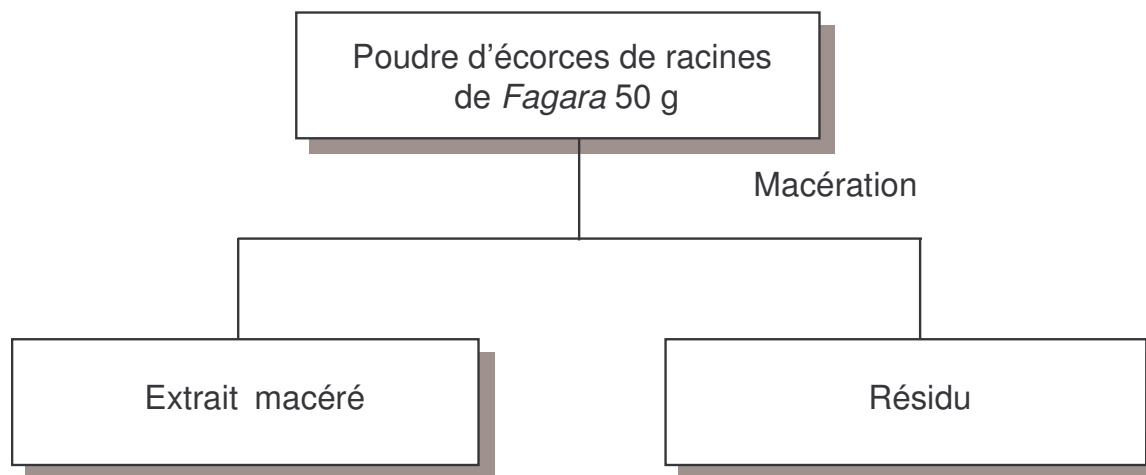 Poudre d'écorces de racines
de Fagara 50 g
Macération
Extrait macéré
Résidu